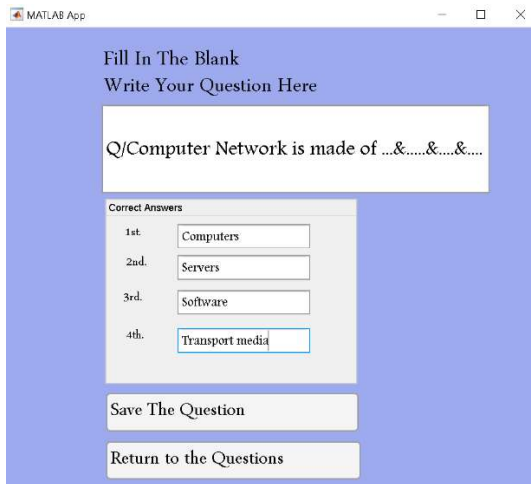 MATLAB App
Fill In The Blank
Write Your Question Here
Q/Computer Network is made of ...&.....&....&....
Correct Answers
1st. Computers
2nd. Servers
3rd. Software
4th. Transport media
Save The Question
Return to the Questions